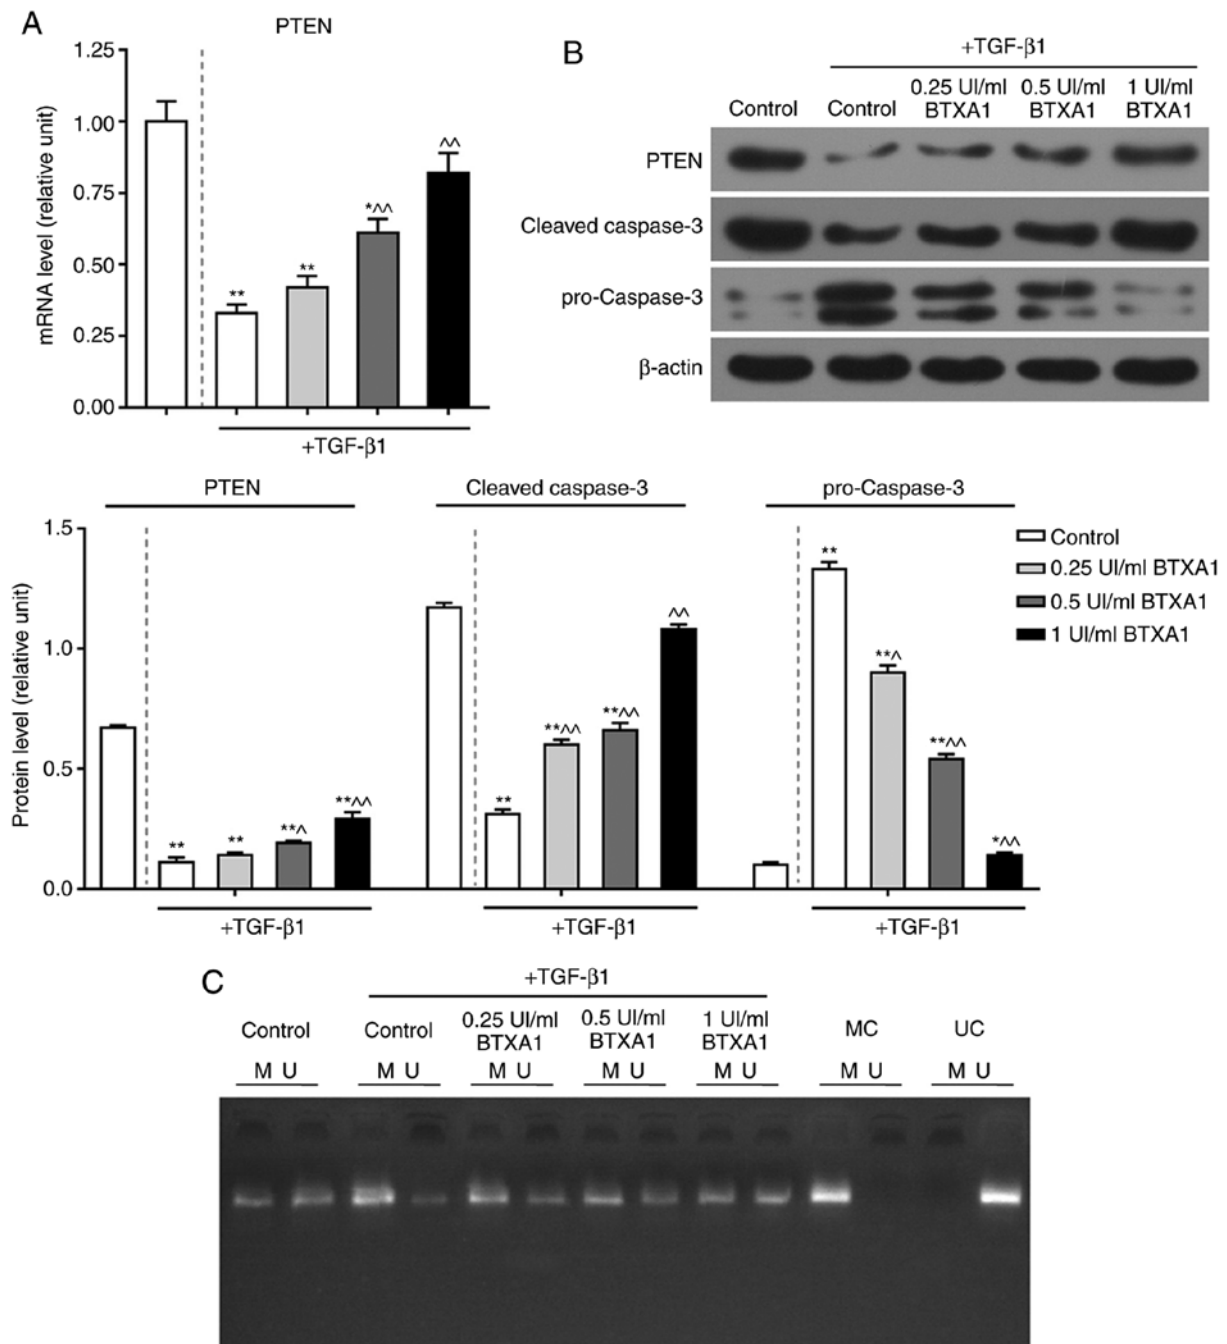 A
PTEN
mRNA level (relative unit)
1.25
1.00
0.75
0.50
0.25
0.00
**
**
*^^
^^
+TGF-β1
B
+TGF-β1
Control
Control
0.25 UI/ml
BTXA1
0.5 UI/ml
BTXA1
1 UI/ml
BTXA1
PTEN
Cleaved caspase-3
pro-Caspase-3
β-actin
PTEN
Cleaved caspase-3
pro-Caspase-3
Protein level (relative unit)
1.5
1.0
0.5
0.0
**
**
**^
**^^
**
**^^
**^^
^^
**
**^
**^^
*^^
+TGF-β1
+TGF-β1
+TGF-β1
Control
0.25 UI/ml BTXA1
0.5 UI/ml BTXA1
1 UI/ml BTXA1
C
+TGF-β1
Control
Control
0.25 UI/ml
BTXA1
0.5 UI/ml
BTXA1
1 UI/ml
BTXA1
MC
UC
M U
M U
M U
M U
M U
M U
M U